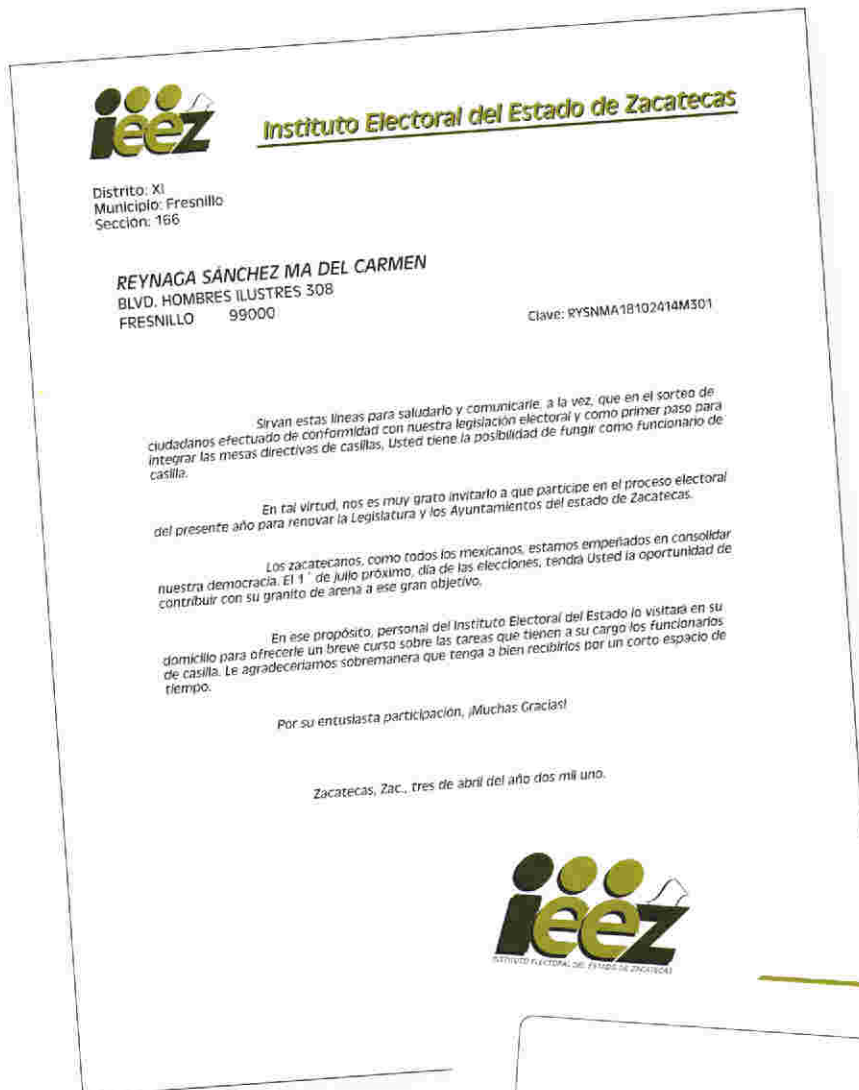 ieez
Instituto Electoral del Estado de Zacatecas
Distrito: XI
Municipio: Fresnillo
Sección: 166
REYNAGA SÁNCHEZ MA DEL CARMEN
BLVD. HOMBRES ILUSTRES 308
FRESNILLO 99000
Clave: RYSNMA18102414M301
Sirvan estas líneas para saludarlo y comunicarle, a la vez, que en el sorteo de
ciudadanos efectuado de conformidad con nuestra legislación electoral y como primer paso para
integrar las mesas directivas de casillas, Usted tiene la posibilidad de fungir como funcionario de
casilla.
En tal virtud, nos es muy grato invitarlo a que participe en el proceso electoral
del presente año para renovar la Legislatura y los Ayuntamientos del estado de Zacatecas.
Los zacatecanos, como todos los mexicanos, estamos empeñados en consolidar
nuestra democracia. El 1° de julio próximo, día de las elecciones, tendrá Usted la oportunidad de
contribuir con su granito de arena a ese gran objetivo.
En ese propósito, personal del Instituto Electoral del Estado lo visitará en su
domicilio para ofrecerle un breve curso sobre las tareas que tienen a su cargo los funcionarios
de casilla. Le agradeceríamos sobremanera que tenga a bien recibirlos por un corto espacio de
tiempo.
Por su entusiasta participación, ¡Muchas Gracias!
Zacatecas, Zac., tres de abril del año dos mil uno.
ieez
INSTITUTO ELECTORAL DEL ESTADO DE ZACATECAS